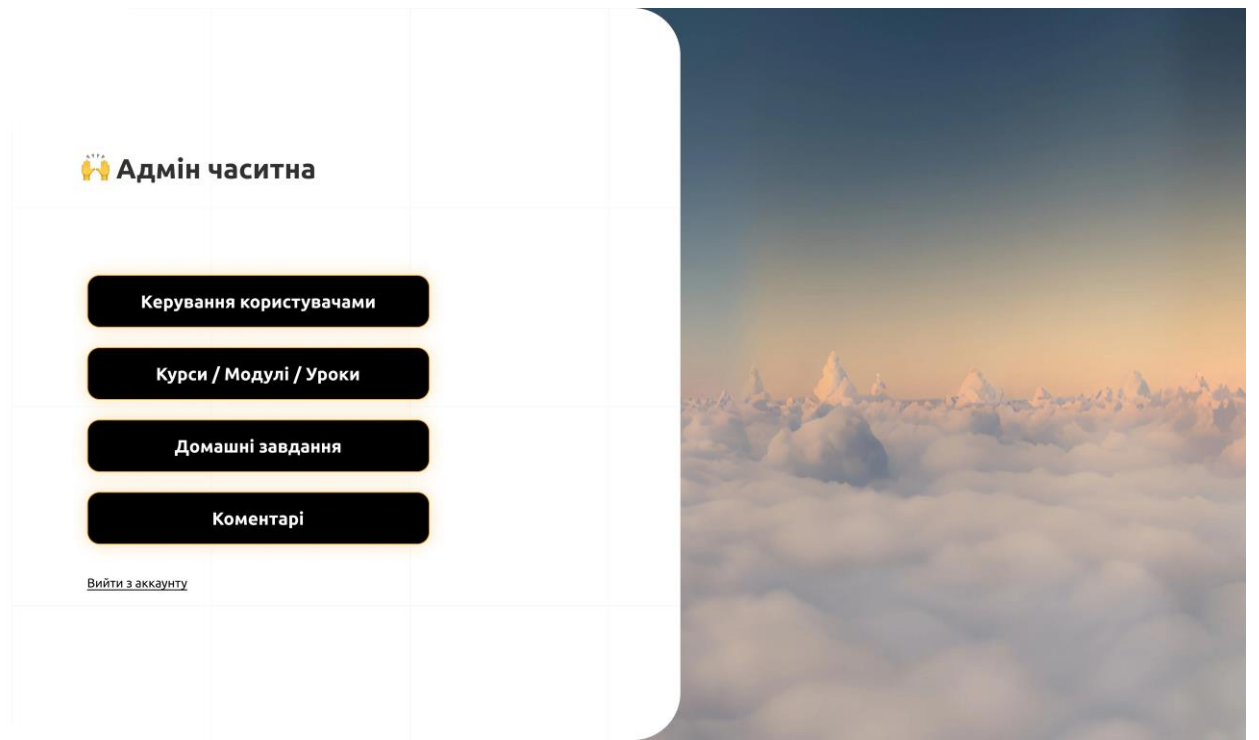 🙌 Адмін часитна
Керування користувачами
Курси / Модулі / Уроки
Домашні завдання
Коментарі
Вийти з аккаунту